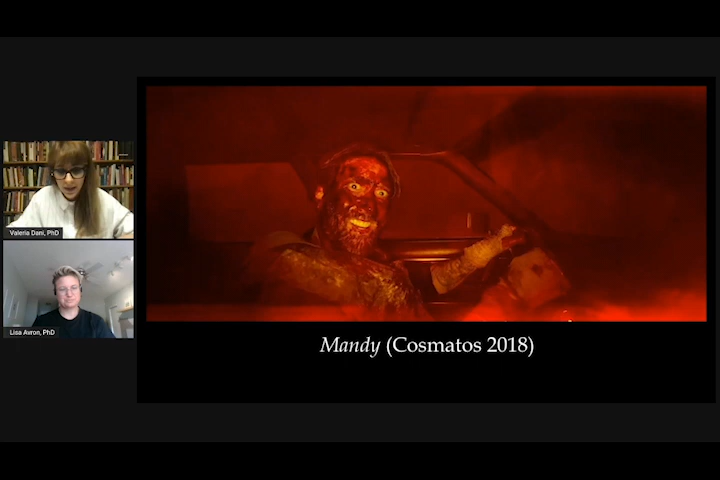 Valeria Dani, PhD
Lisa Avron, PhD
Mandy (Cosmatos 2018)